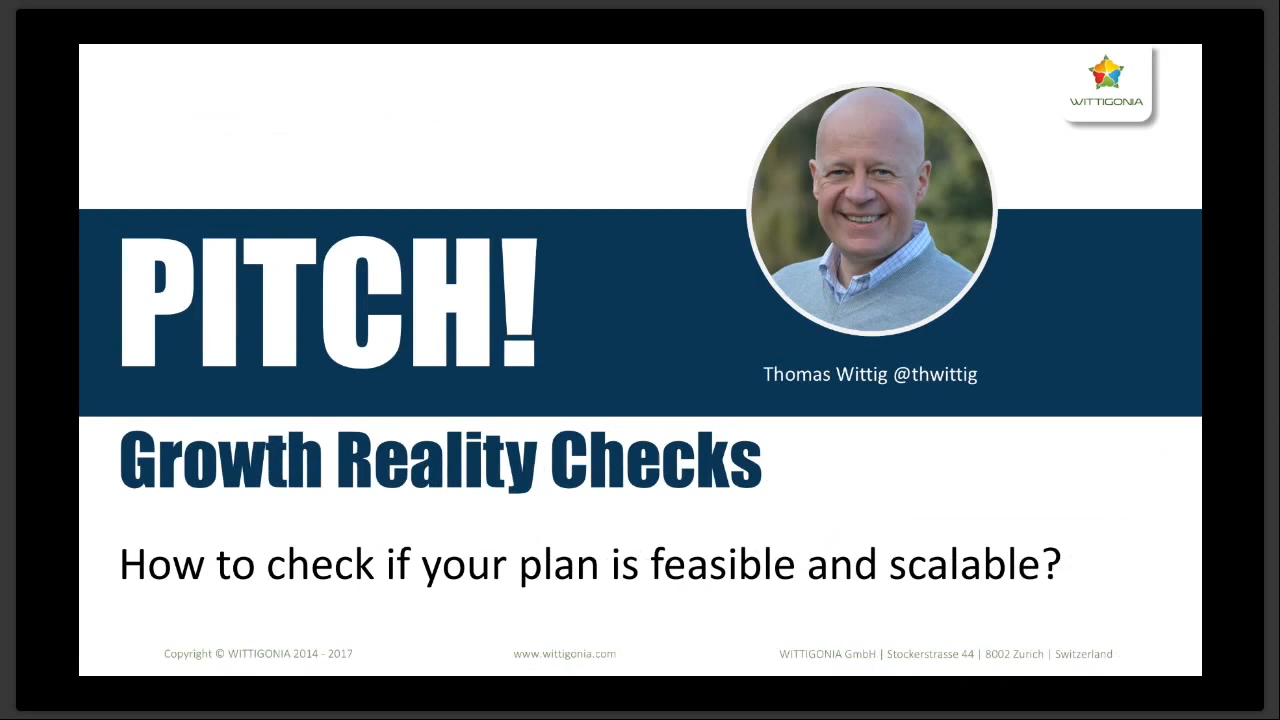 WITTIGONIA
PITCH!
Thomas Wittig @thwittig
Growth Reality Checks
How to check if your plan is feasible and scalable?
Copyright © WITTIGONIA 2014 - 2017
www.wittigonia.com
WITTIGONIA GmbH | Stockerstrasse 44 | 8002 Zurich | Switzerland